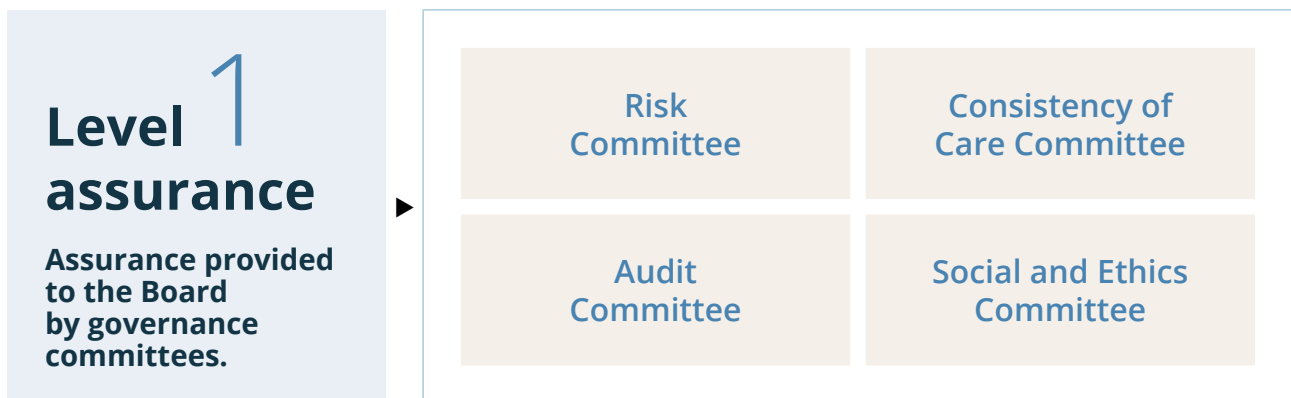 Level 1
assurance
Assurance provided
to the Board
by governance
committees.
Risk
Committee
Consistency of
Care Committee
Audit
Committee
Social and Ethics
Committee